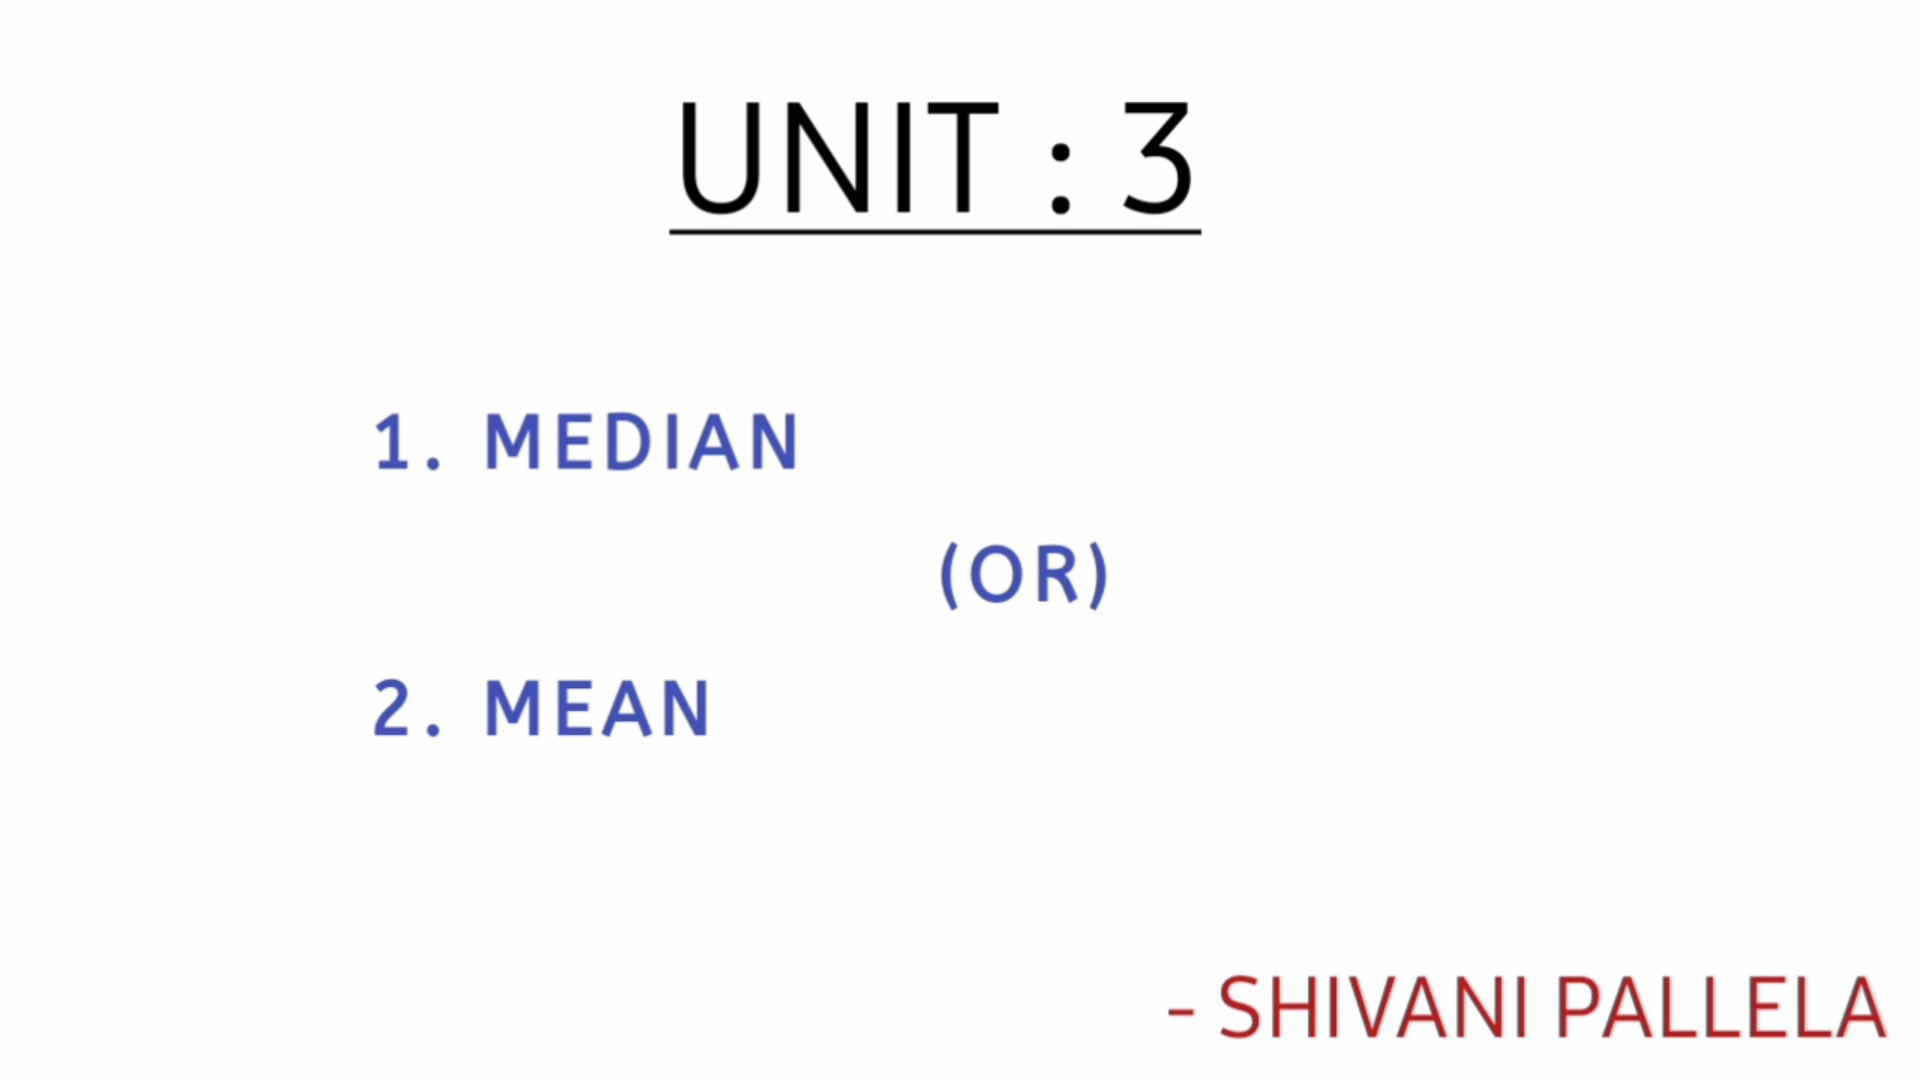 UNIT : 3
1. MEDIAN
(OR)
2. MEAN
- SHIVANI PALLELA